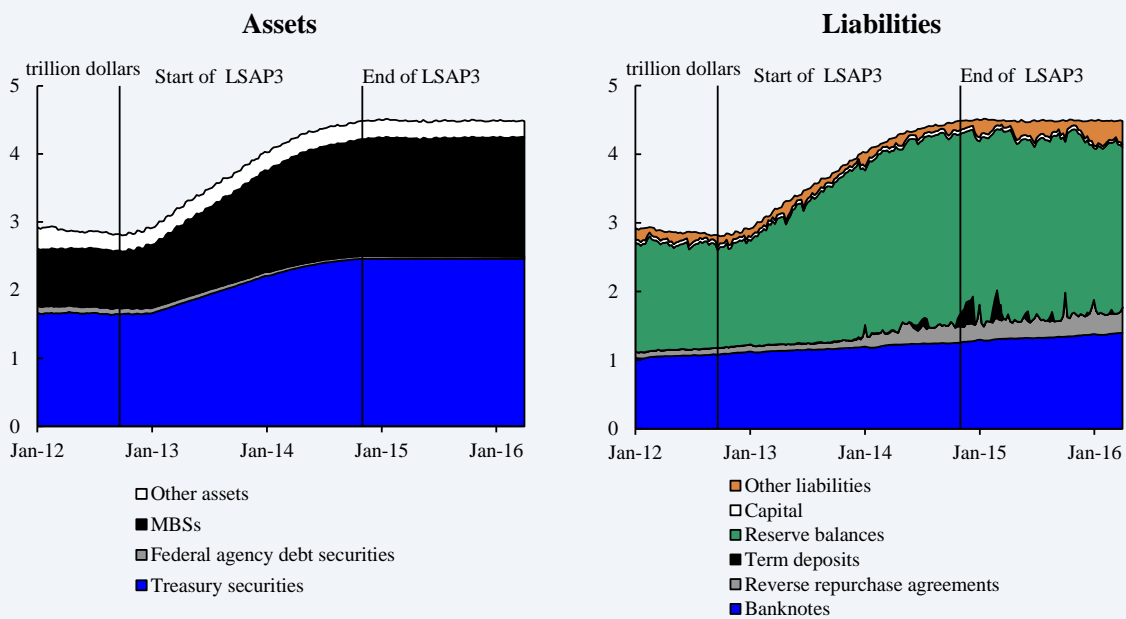 Assets
trillion dollars
Start of LSAP3
End of LSAP3
5
4
3
2
1
0
Jan-12
Jan-13
Jan-14
Jan-15
Jan-16
Other assets
MBSs
Federal agency debt securities
Treasury securities
Liabilities
trillion dollars
Start of LSAP3
End of LSAP3
5
4
3
2
1
0
Jan-12
Jan-13
Jan-14
Jan-15
Jan-16
Other liabilities
Capital
Reserve balances
Term deposits
Reverse repurchase agreements
Banknotes